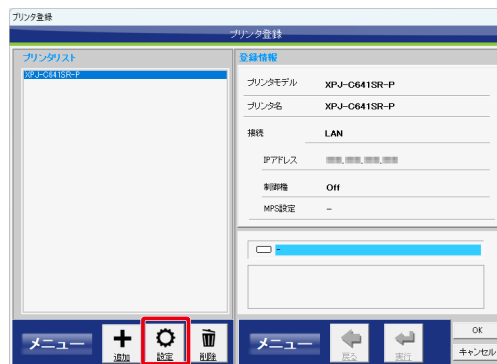 プリンタ登録
プリンタ登録
プリンタリスト
XPJ-C641SR-P
登録情報
プリンタモデル XPJ-C641SR-P
プリンタ名 XPJ-C641SR-P
接続 LAN
IPアドレス
制御権 Off
MPS設定 -
-
メニュー
追加
設定
削除
メニュー
戻る
実行
OK
キャンセル